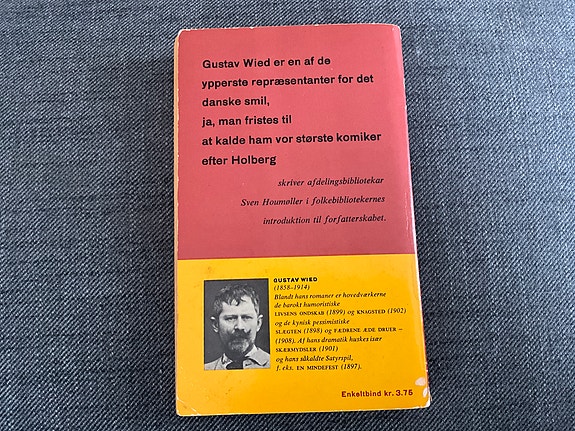 Gustav Wied er en af de
ypperste repræsentanter for det
danske smil,
ja, man fristes til
at kalde ham vor største komiker
efter Holberg
skriver afdelingsbibliotekar
Sven Houmøller i folkebibliotekernes
introduktion til forfatterskabet.
GUSTAV WIED
(1858-1914)
Blandt hans romaner er hovedværkerne
de barokt humoristiske
LIVSENS ONDSKAB (1899) og KNAGSTED (1902)
og de kynisk pessimistiske
SLÆGTEN (1898) og FÆDRENE ÆDE DRUER –
(1908). Af hans dramatik huskes især
SKÆRMYDSLER (1901)
og hans såkaldte Satyrspil,
f. eks. EN MINDEFEST (1897).
Enkeltbind kr. 3.75